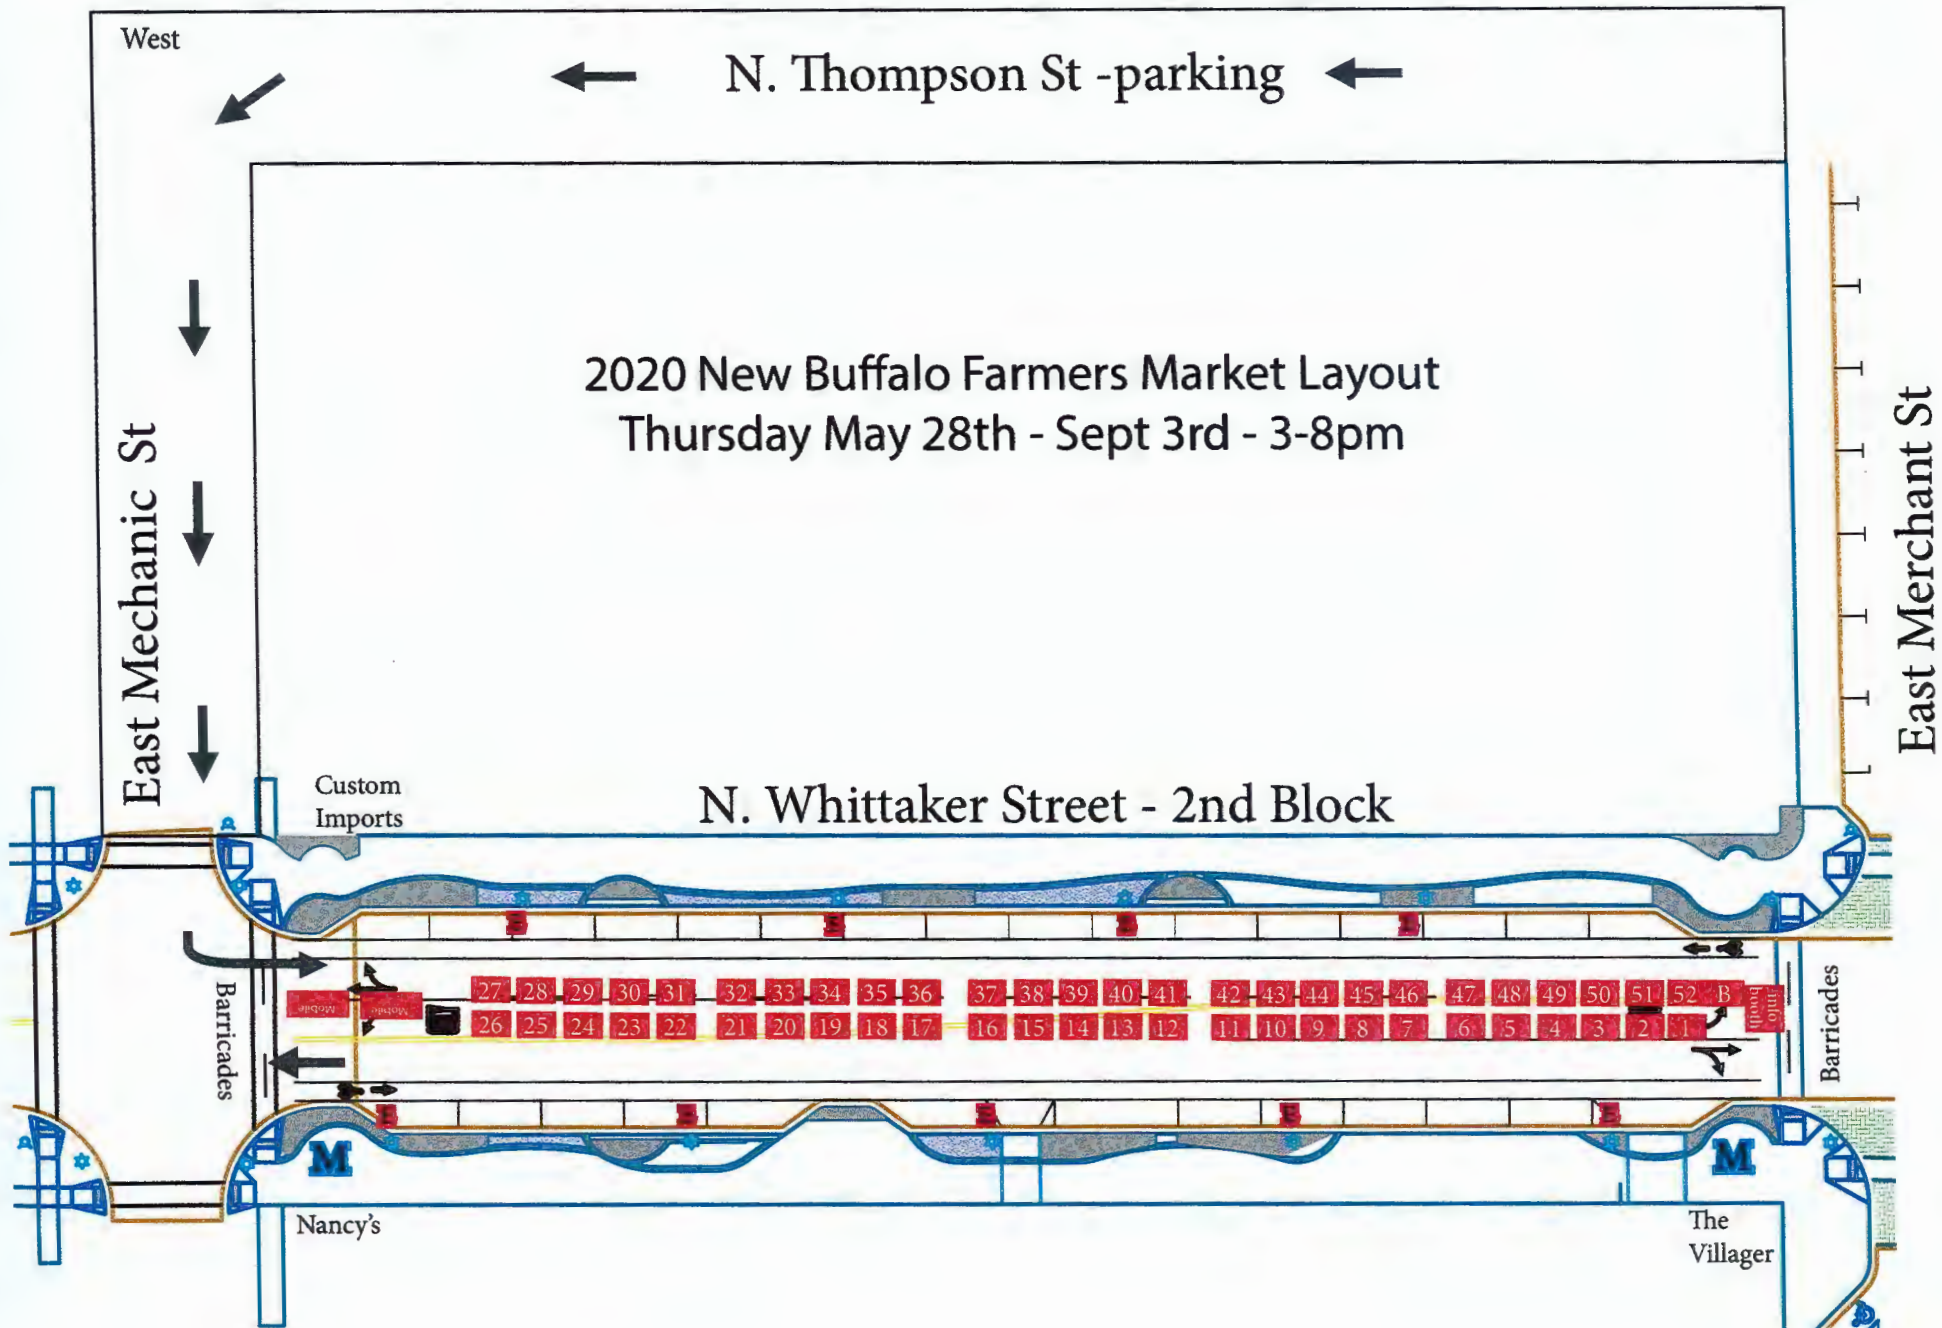 West
N. Thompson St -parking
2020 New Buffalo Farmers Market Layout
Thursday May 28th - Sept 3rd - 3-8pm
East Mechanic St
East Merchant St
Custom
Imports
N. Whittaker Street - 2nd Block
Barricades
Mobile
Mobile
27 28 29 30 31 32 33 34 35 36 37 38 39 40 41 42 43 44 45 46 47 48 49 50 51 52 B
Info
booth
26 25 24 23 22 21 20 19 18 17 16 15 14 13 12 11 10 9 8 7 6 5 4 3 2 1
Barricades
M
M
Nancy's
The
Villager